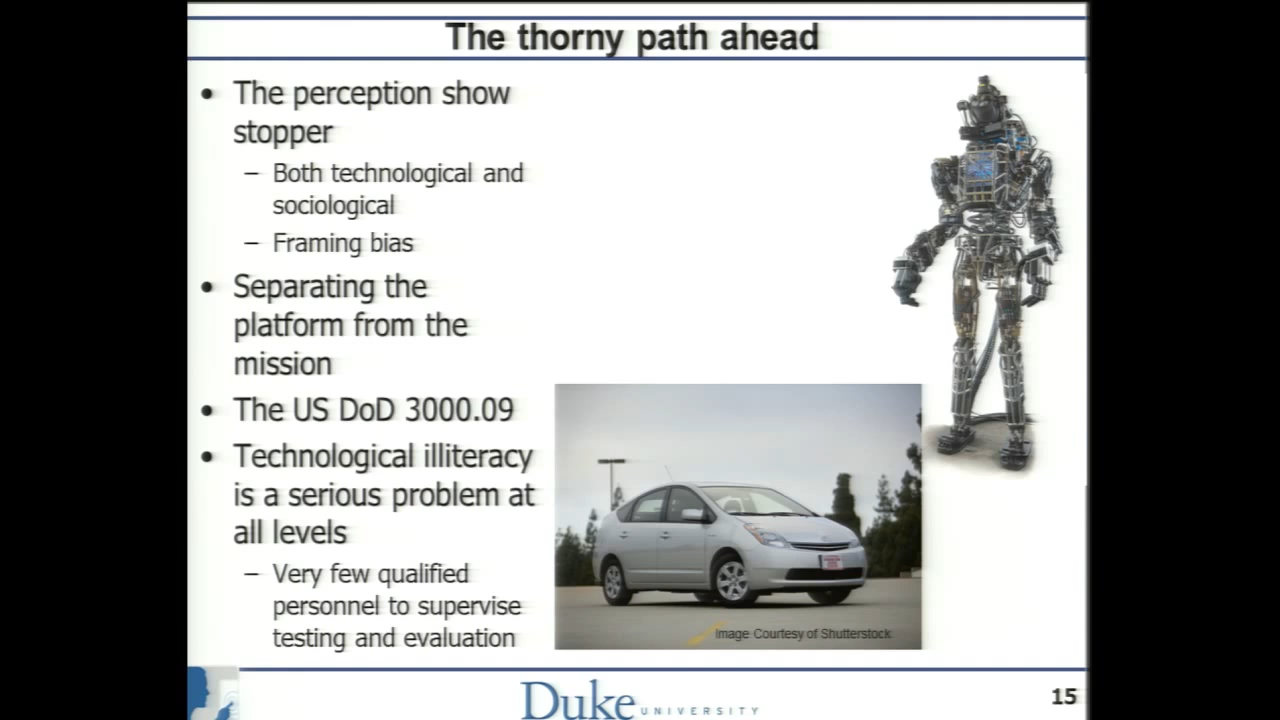 The thorny path ahead
• The perception show
stopper
– Both technological and
sociological
– Framing bias
• Separating the
platform from the
mission
• The US DoD 3000.09
• Technological illiteracy
is a serious problem at
all levels
– Very few qualified
personnel to supervise
testing and evaluation
Image Courtesy of Shutterstock
Duke UNIVERSITY
15